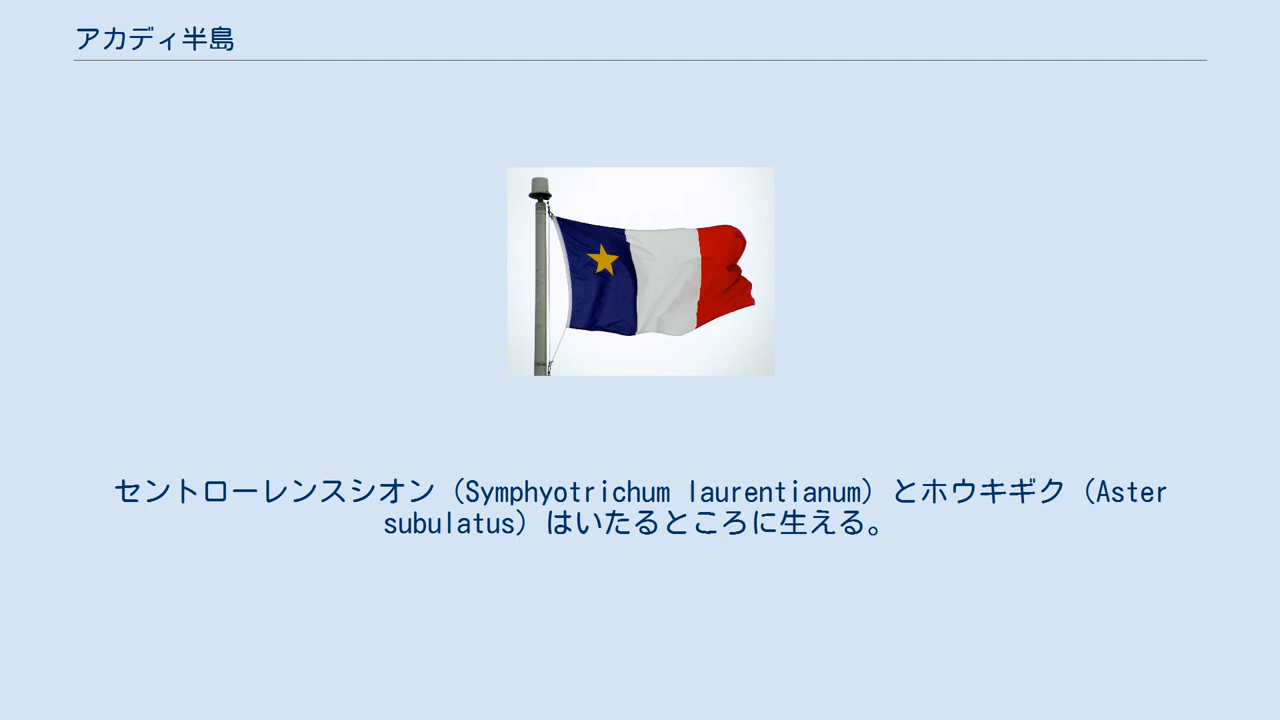 アカディ半島
セントローレンスシオン（Symphyotrichum laurentianum）とホウキギク（Aster
subulatus）はいたるところに生える。